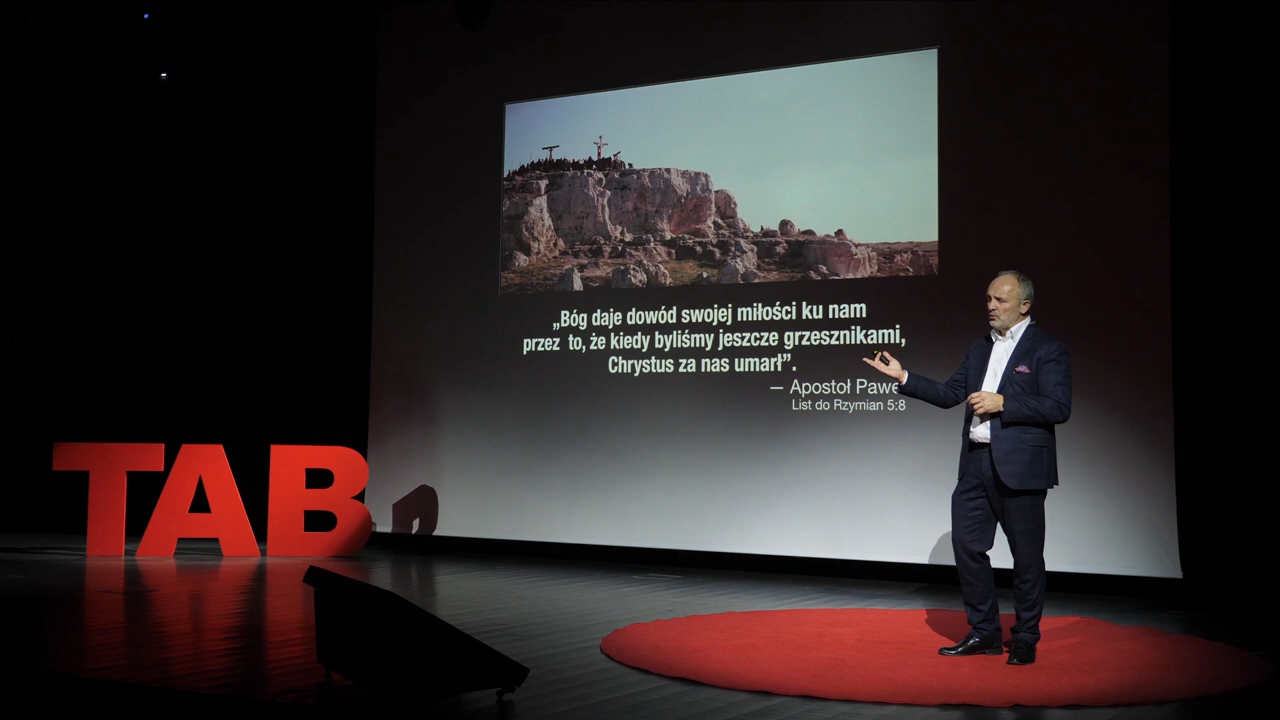 „Bóg daje dowód swojej miłości ku nam
przez to, że kiedy byliśmy jeszcze grzesznikami,
Chrystus za nas umarł”.
— Apostoł Paweł
List do Rzymian 5:8
TAB